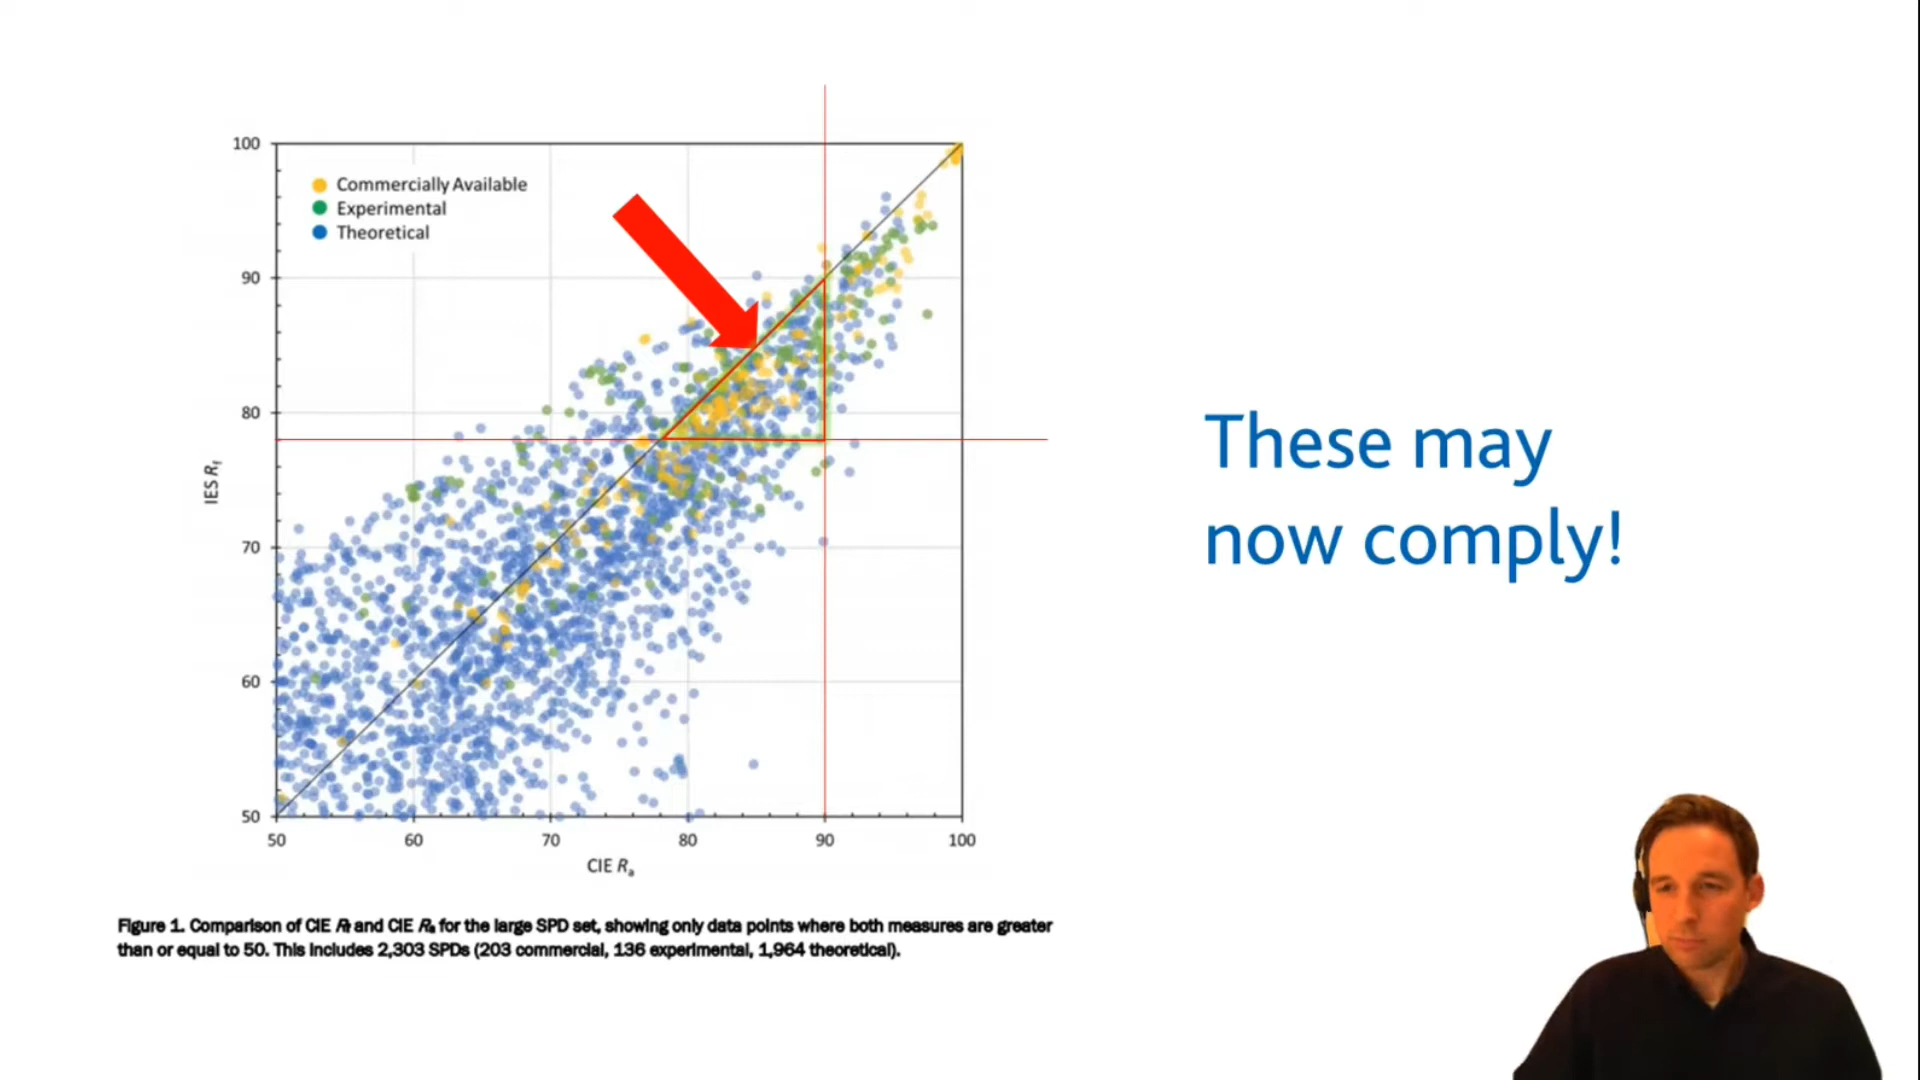 100
90
80
70
60
50
IES Rf
Commercially Available
Experimental
Theoretical
50 60 70 80 90 100
CIE Ra
These may
now comply!
Figure 1. Comparison of CIE Rf and CIE Ra for the large SPD set, showing only data points where both measures are greater
than or equal to 50. This includes 2,303 SPDs (203 commercial, 136 experimental, 1,964 theoretical).